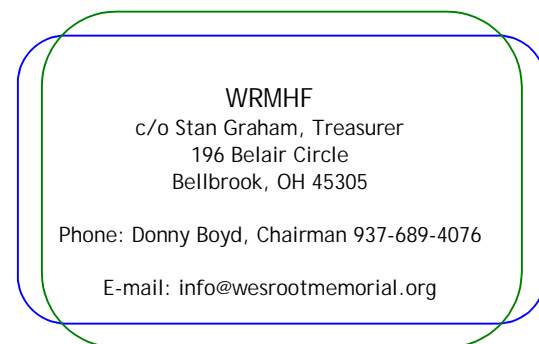 WRMHF
c/o Stan Graham, Treasurer
196 Belair Circle
Bellbrook, OH 45305
Phone: Donny Boyd, Chairman 937-689-4076
E-mail: info@wesrootmemorial.org